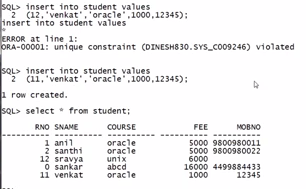 SQL> insert into student values
2 (12,'venkat','oracle',1000,12345);
insert into student values
*
ERROR at line 1:
ORA-00001: unique constraint (DINESH830.SYS_C009246) violated
SQL> insert into student values
2 (11,'venkat','oracle',1000,12345);
1 row created.
SQL> select * from student;
RNO SNAME COURSE FEE MOBNO
---------- ---------- ---------- ---------- ----------
1 anil oracle 5000 9800980011
2 santhi oracle 5000 9800980022
12 sravya unix 6000
0 sankar abcd 16000 4499884433
11 venkat oracle 1000 12345